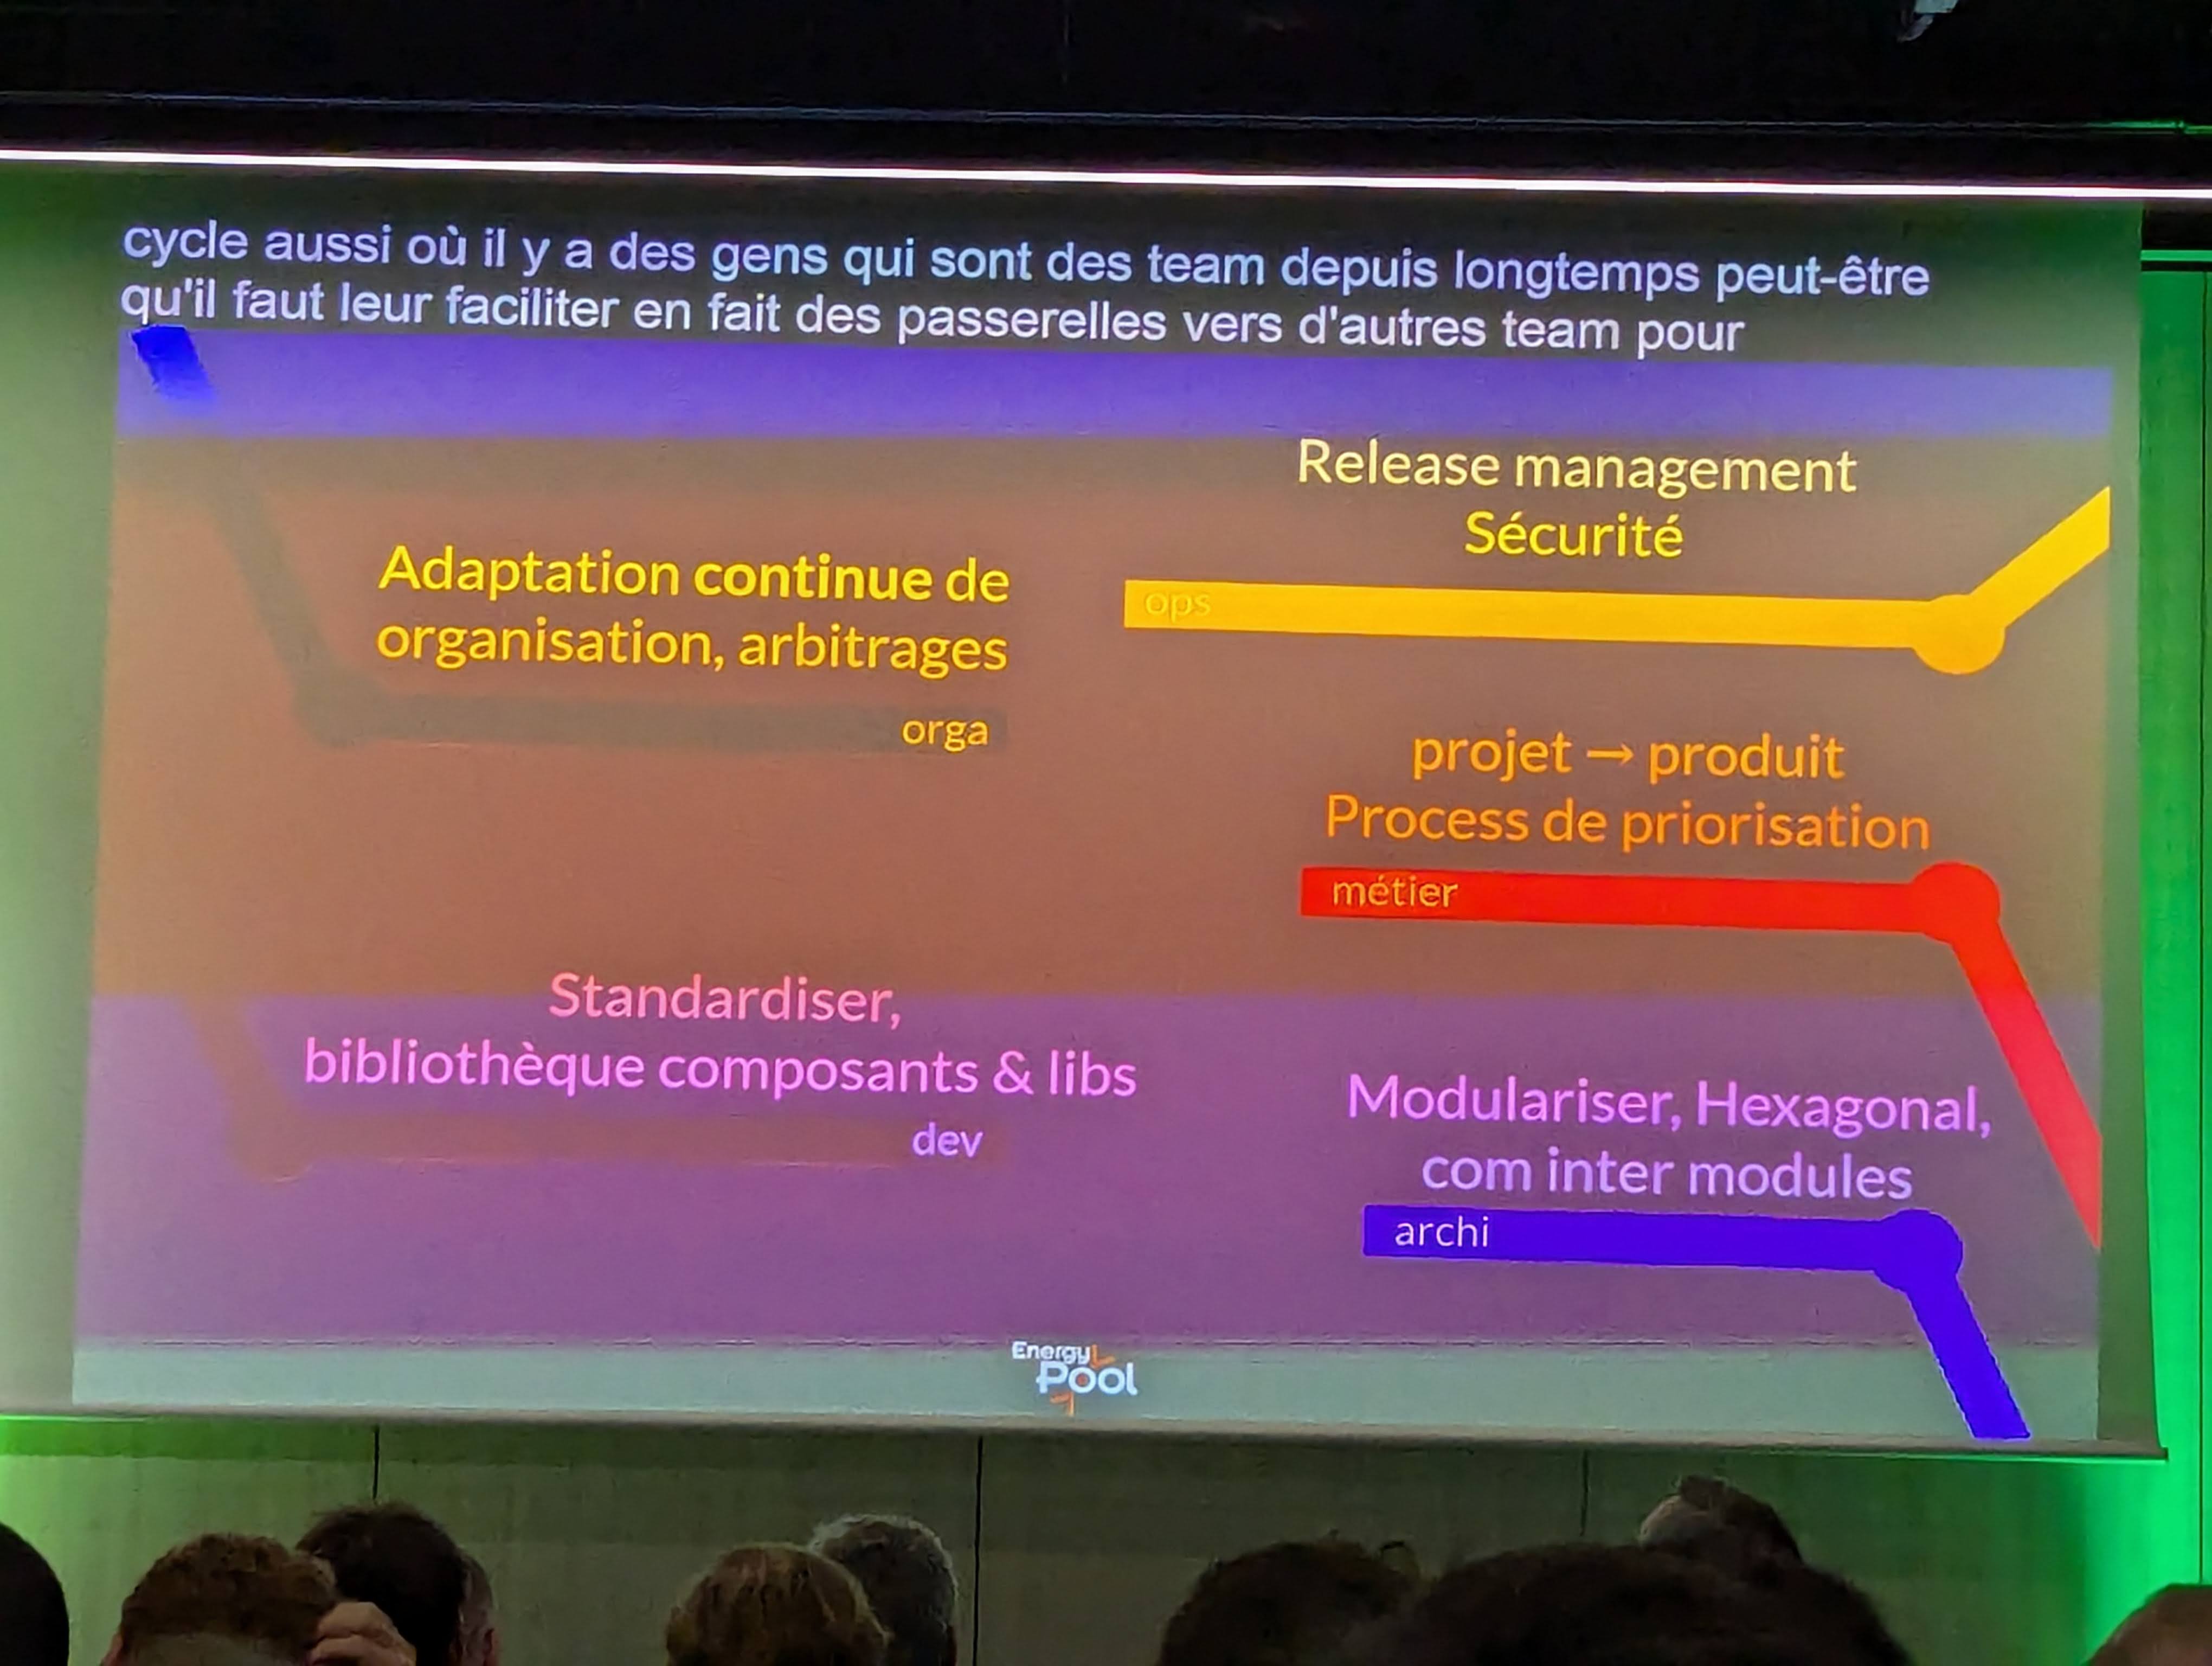 cycle aussi où il y a des gens qui sont des team depuis longtemps peut-être
qu'il faut leur faciliter en fait des passerelles vers d'autres team pour
Adaptation continue de
organisation, arbitrages
orga
Release management
Sécurité
ops
projet → produit
Process de priorisation
métier
Standardiser,
bibliothèque composants & libs
dev
Modulariser, Hexagonal,
com inter modules
archi
Energy
Pool